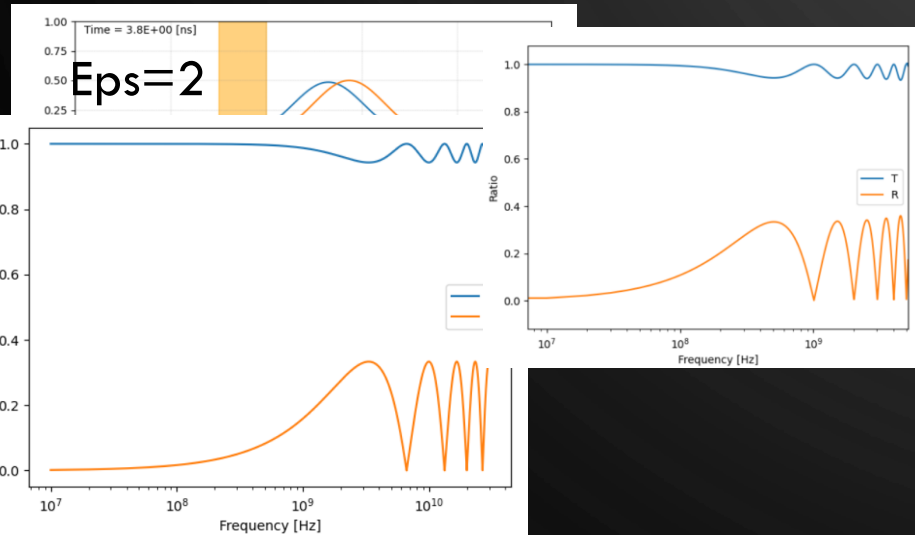 1.00
Time = 3.8E+00 [ns]
0.75
Eps=2
0.50
0.25
1.0
0.8
0.6
0.4
0.2
0.0
10⁷ 10⁸ 10⁹ 10¹⁰
Frequency [Hz]
1.0
0.8
0.6
0.4
0.2
0.0
Ratio
T
R
10⁷ 10⁸ 10⁹
Frequency [Hz]